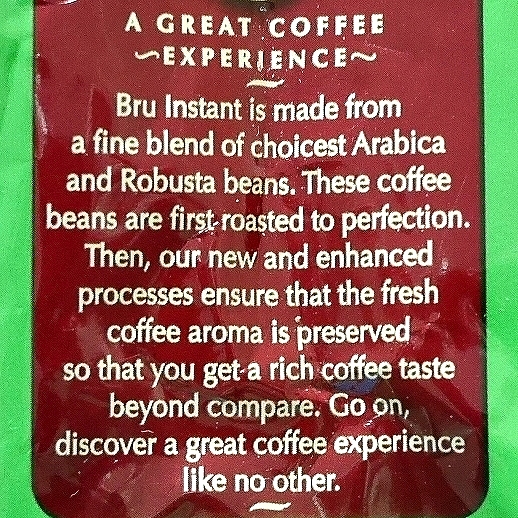 A GREAT COFFEE
~EXPERIENCE~
Bru Instant is made from
a fine blend of choicest Arabica
and Robusta beans. These coffee
beans are first roasted to perfection.
Then, our new and enhanced
processes ensure that the fresh
coffee aroma is preserved
so that you get a rich coffee taste
beyond compare. Go on,
discover a great coffee experience
like no other.